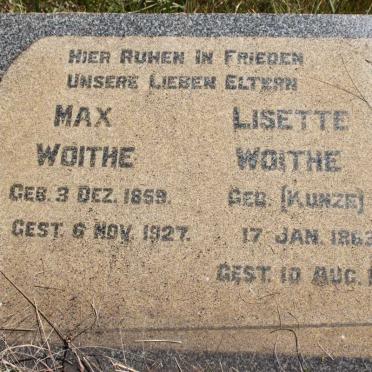 HIER RUHEN IN FRIEDEN
UNSERE LIEBEN ELTERN
MAX
WOITHE
GEB. 3 DEZ. 1859.
GEST. 6 NOV. 1927.
LISETTE
WOITHE
GEB. (KUNZE)
17 JAN. 1863
GEST. 10 AUG.